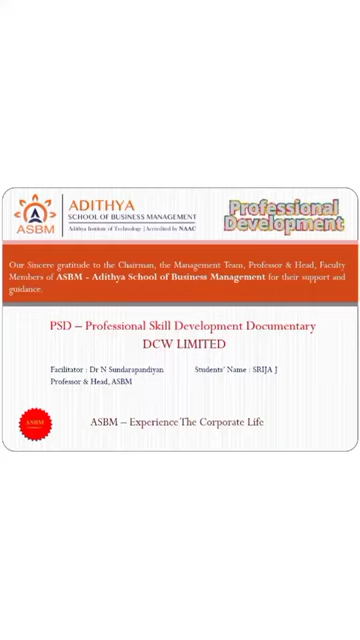 ASBM
ADITHYA
SCHOOL OF BUSINESS MANAGEMENT
Adithya Institute of Technology | Accredited by NAAC
Professional
Development
Our Sincere gratitude to the Chairman, the Management Team, Professor & Head, Faculty
Members of ASBM - Adithya School of Business Management for their support and
guidance.
PSD – Professional Skill Development Documentary
DCW LIMITED
Facilitator : Dr N Sundarapandiyan
Professor & Head, ASBM
Students' Name : SRIJA J
ASBM
ASBM – Experience The Corporate Life